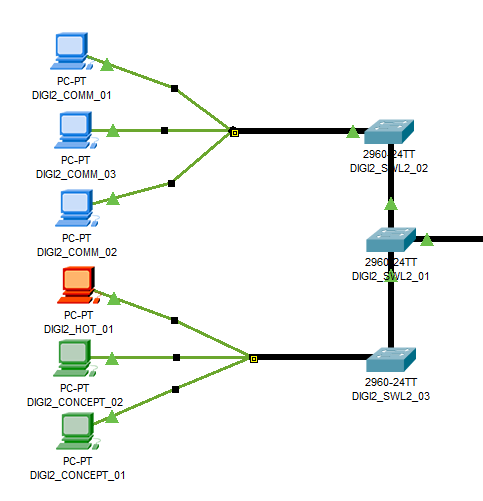 PC-PT
DIGI2_COMM_01
PC-PT
DIGI2_COMM_03
2960-24TT
DIGI2_SWL2_02
PC-PT
DIGI2_COMM_02
2960-24TT
DIGI2_SWL2_01
PC-PT
DIGI2_HOT_01
PC-PT
DIGI2_CONCEPT_02
2960-24TT
DIGI2_SWL2_03
PC-PT
DIGI2_CONCEPT_01